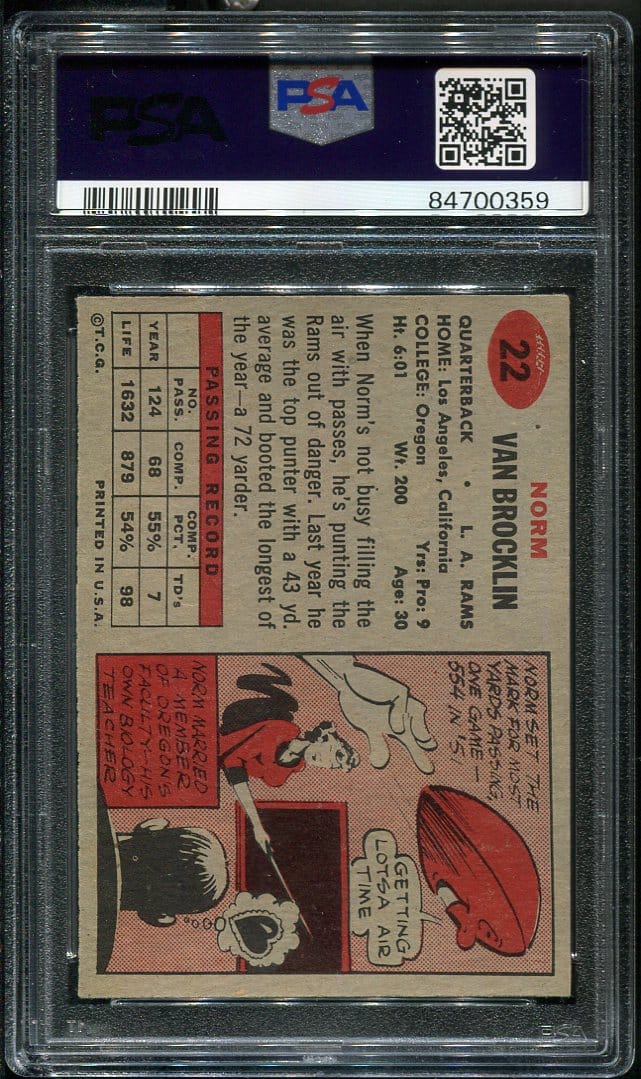 PSA
PSA
84700359
22
NORM
VAN BROCKLIN
QUARTERBACK • L. A. RAMS
HOME: Los Angeles, California
COLLEGE: Oregon Yrs: Pro: 9
Ht. 6:01 Wt. 200 Age: 30
When Norm's not busy filling the
air with passes, he's punting the
Rams out of danger. Last year he
was the top punter with a 43 yd.
average and booted the longest of
the year—a 72 yarder.
PASSING RECORD
NO. PASS. COMP. COMP. PCT. TD's
YEAR 124 68 55% 7
LIFE 1632 879 54% 98
©T.C.G. PRINTED IN U.S.A.
NORM SET THE
MARK FOR MOST
YARDS PASSING,
ONE GAME—
554 IN '51
GETTING
LOTSA AIR
TIME
NORM MARRIED
A MEMBER
OF OREGON'S
FACULTY—HIS
OWN BIOLOGY
TEACHER
PSA